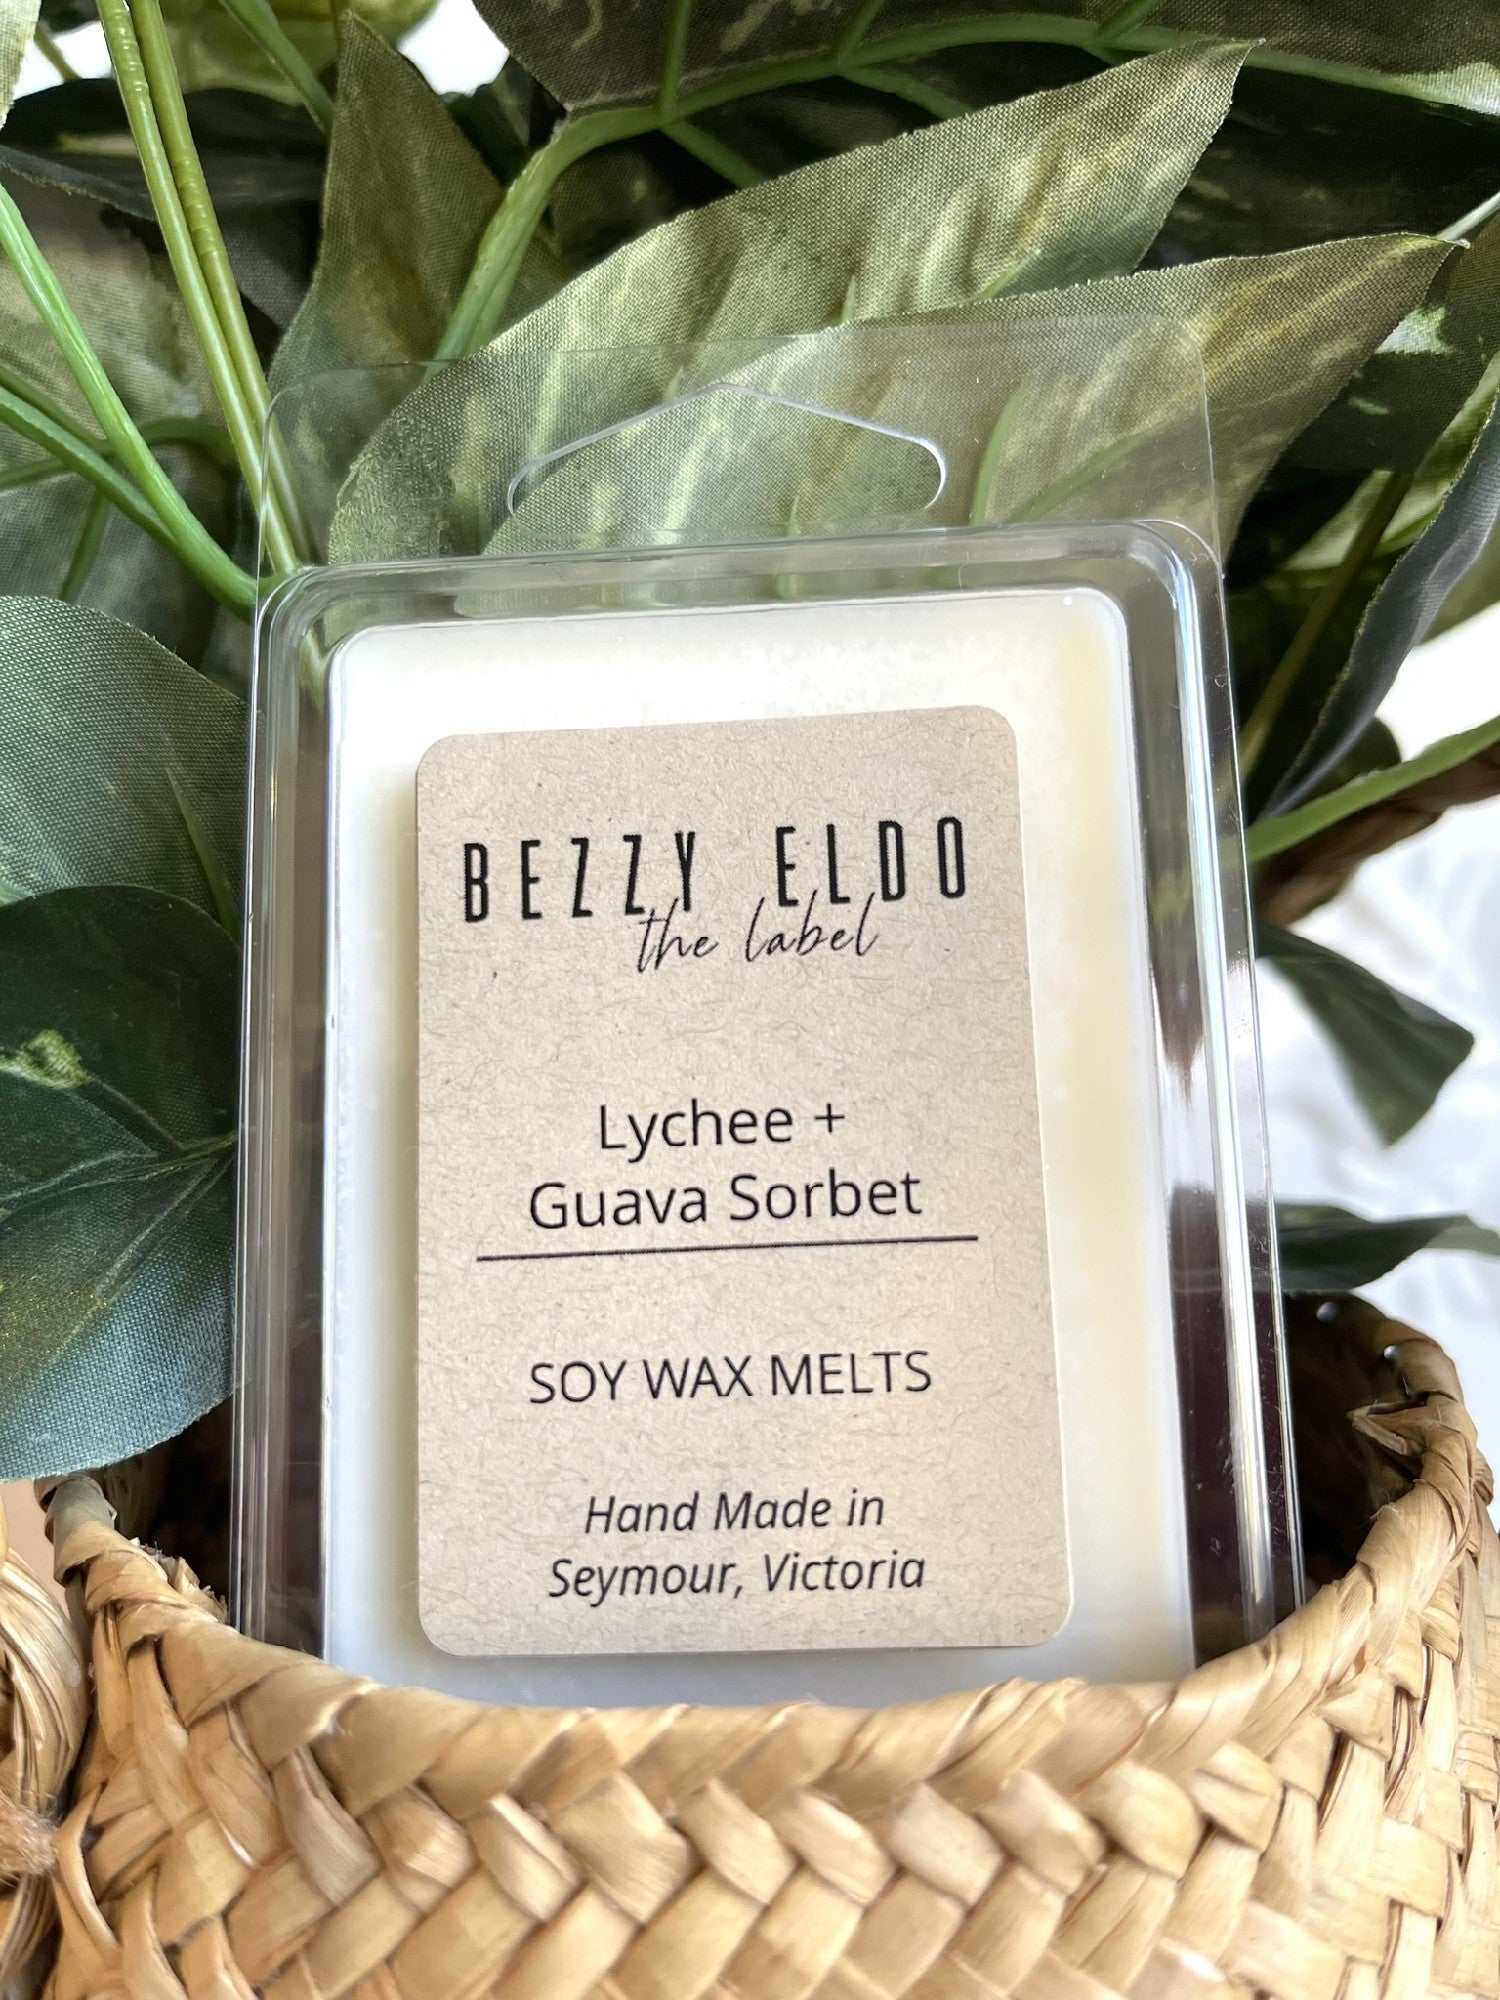 BEZZY ELDO
the label
Lychee +
Guava Sorbet
SOY WAX MELTS
Hand Made in
Seymour, Victoria